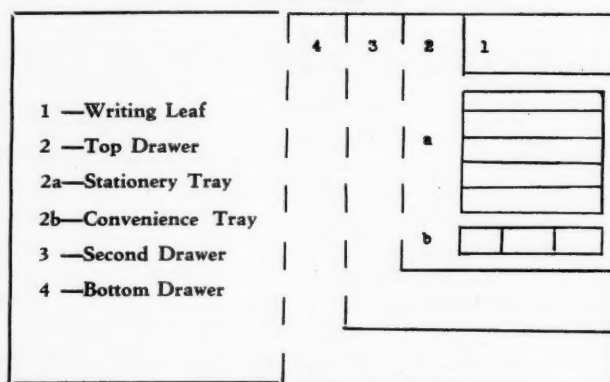 4 3 2 1
1 —Writing Leaf
2 —Top Drawer
a
2a—Stationery Tray
2b—Convenience Tray
b
3 —Second Drawer
4 —Bottom Drawer